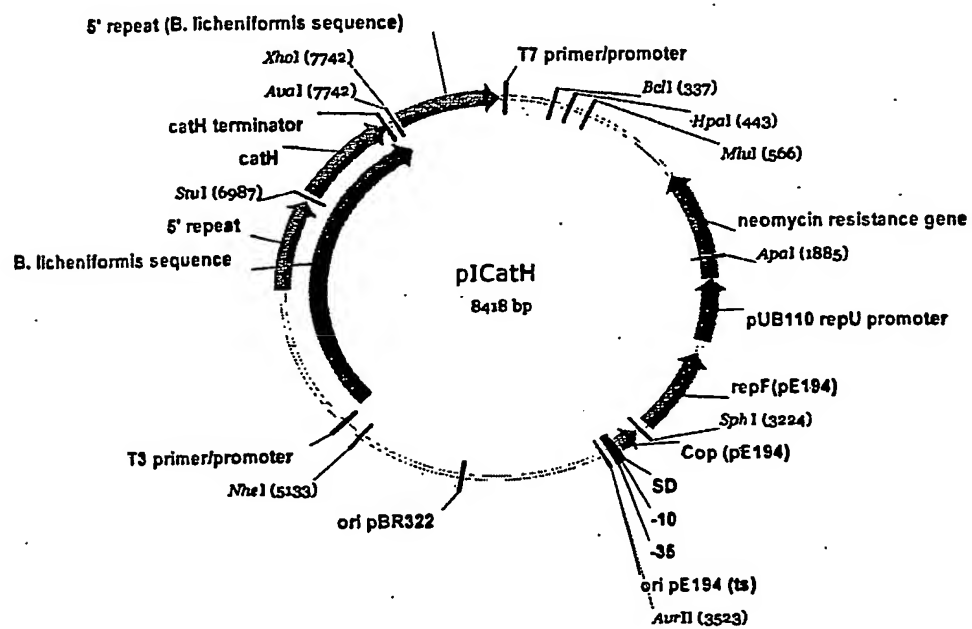 5' repeat (B. licheniformis sequence)
XhoI (7742)
AvaI (7742)
catH terminator
catH
StuI (6987)
5' repeat
B. licheniformis sequence
T7 primer/promoter
BclI (337)
HpaI (443)
MluI (566)
neomycin resistance gene
ApaI (1885)
pUB110 repU promoter
repF(pE194)
SphI (3224)
Cop (pE194)
SD
-10
-35
ori pE194 (ts)
AvrII (3523)
pICatH
8418 bp
T3 primer/promoter
NheI (5133)
ori pBR322